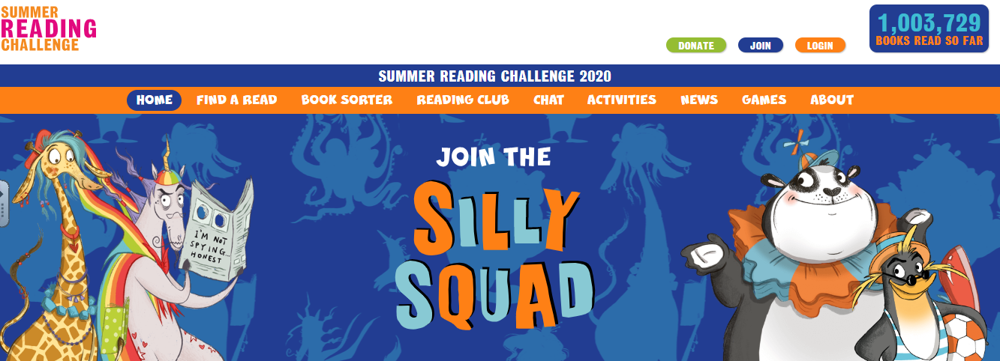 SUMMER
READING
CHALLENGE
DONATE
JOIN
LOGIN
1,003,729
BOOKS READ SO FAR
SUMMER READING CHALLENGE 2020
HOME FIND A READ BOOK SORTER READING CLUB CHAT ACTIVITIES NEWS GAMES ABOUT
JOIN THE
SILLY
SQUAD
I'M NOT
SPYING...
HONEST